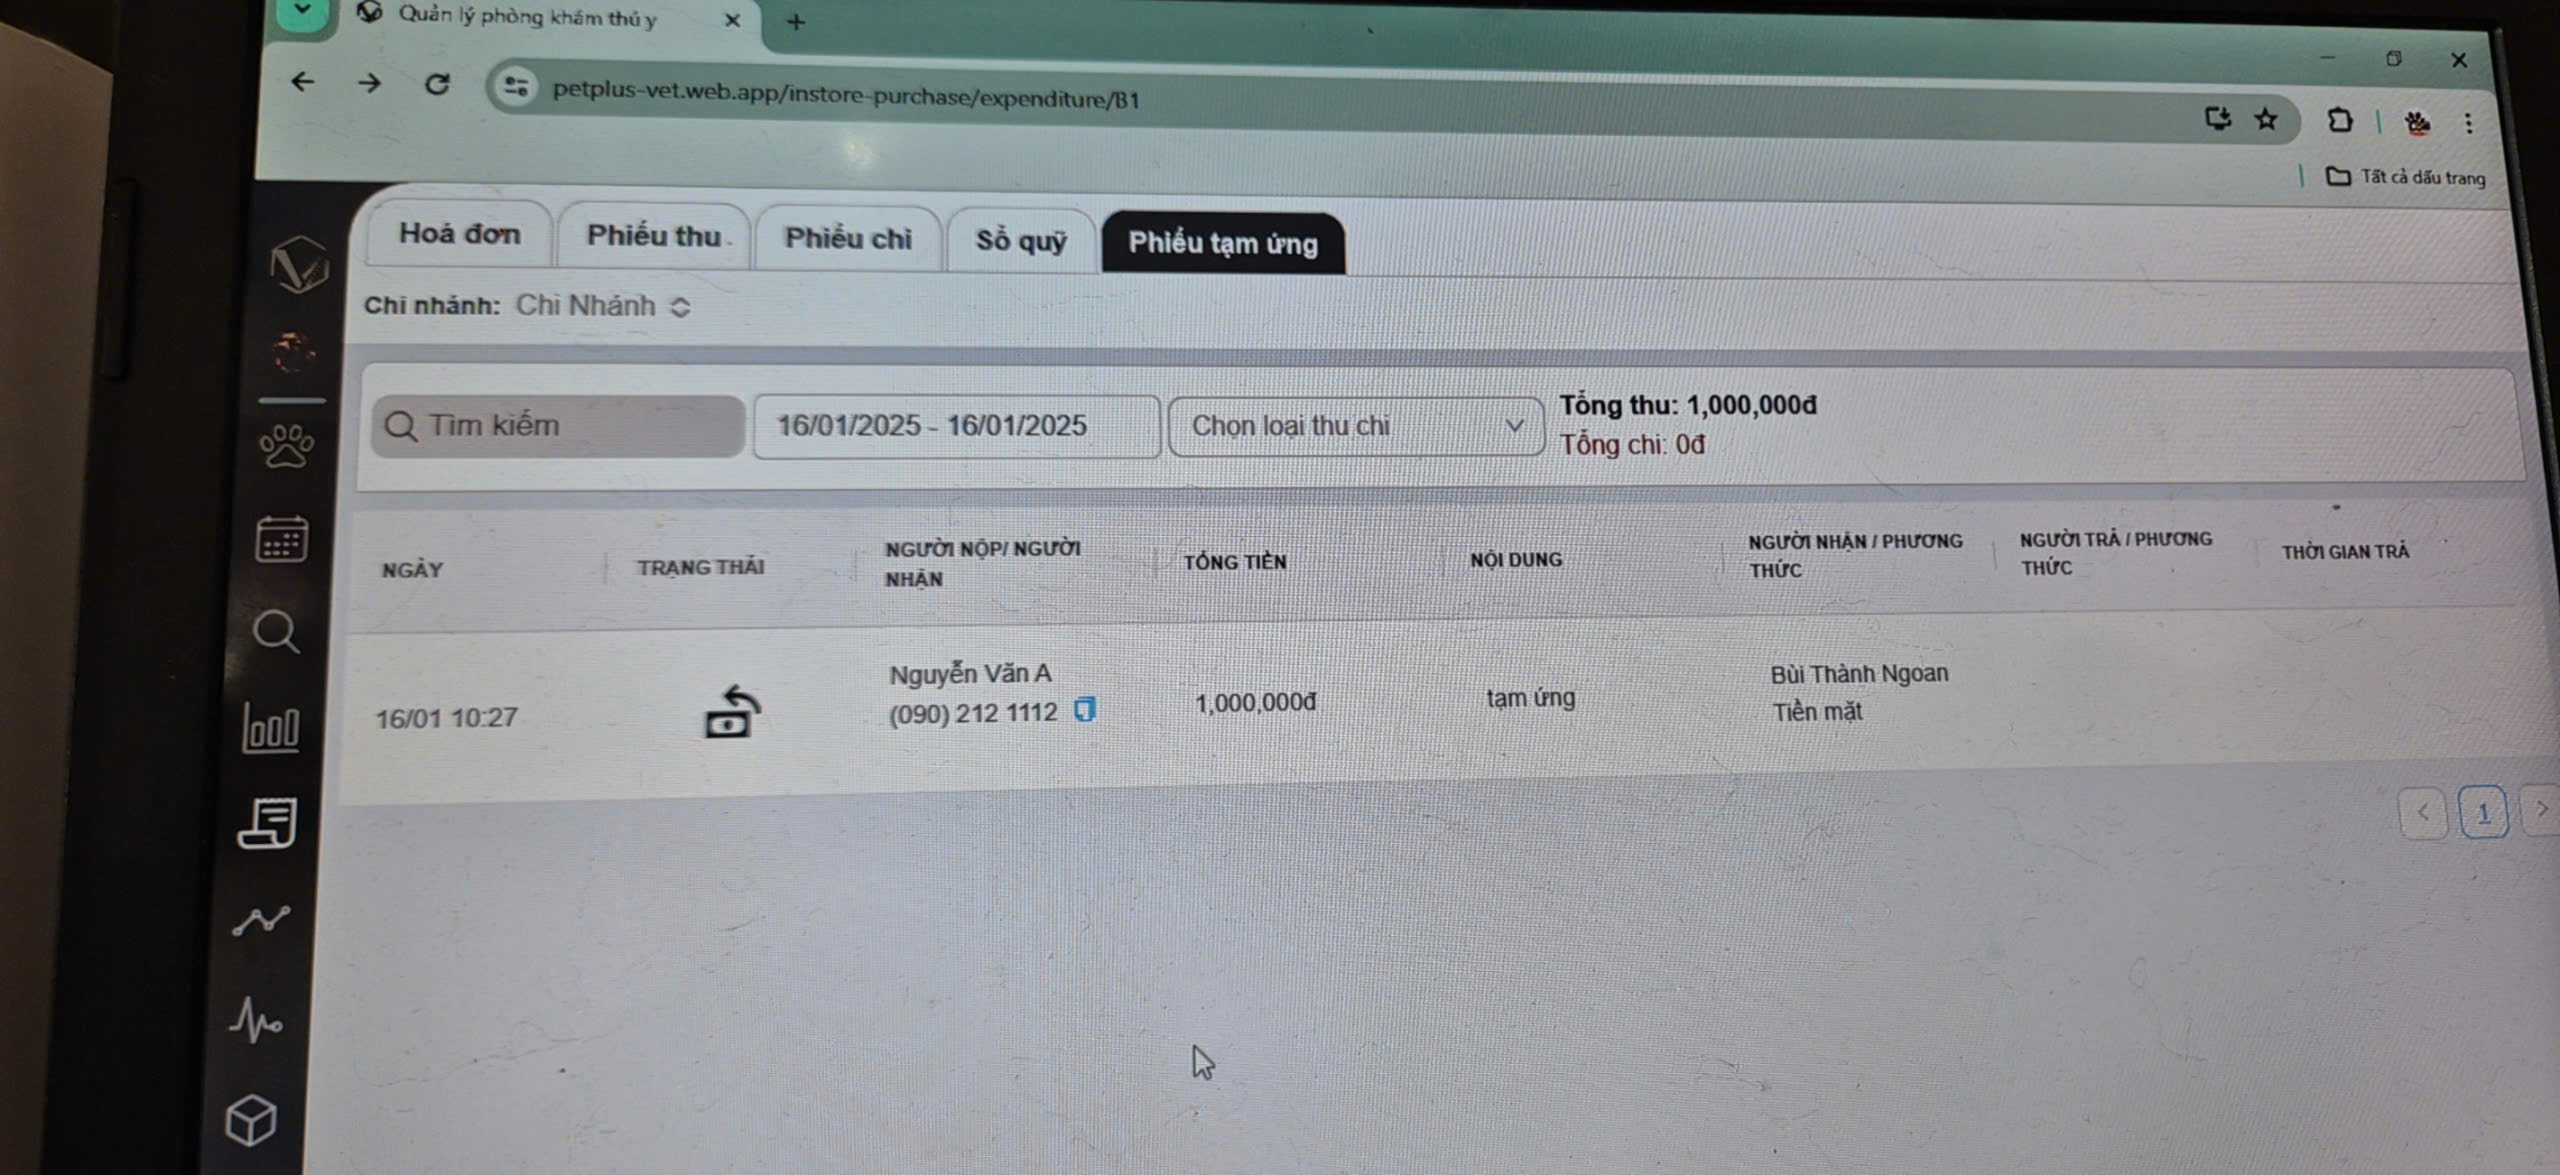 Quản lý phòng khám thú y
petplus-vet.web.app/instore-purchase/expenditure/B1
Tất cả dấu trang
Hoá đơn
Phiếu thu
Phiếu chi
Sổ quỹ
Phiếu tạm ứng
Chi nhánh: Chi Nhánh
Tìm kiếm
16/01/2025 - 16/01/2025
Chọn loại thu chi
Tổng thu: 1,000,000đ
Tổng chi: 0đ
NGÀY
TRẠNG THÁI
NGƯỜI NỘP/ NGƯỜI
NHẬN
TỔNG TIỀN
NỘI DUNG
NGƯỜI NHẬN / PHƯƠNG
THỨC
NGƯỜI TRẢ / PHƯƠNG
THỨC
THỜI GIAN TRẢ
16/01 10:27
Nguyễn Văn A
(090) 212 1112
1,000,000đ
tạm ứng
Bùi Thành Ngoan
Tiền mặt
1